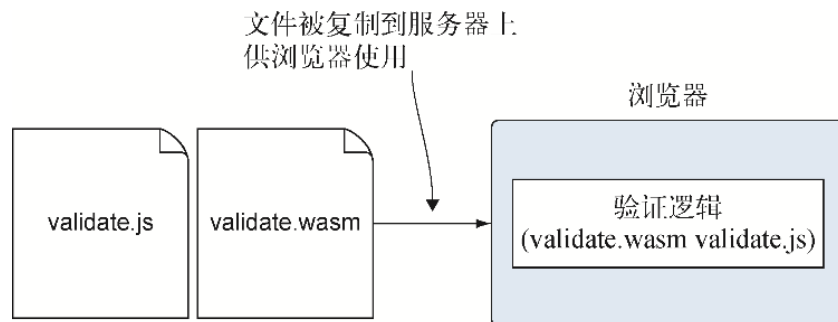 文件被复制到服务器上
供浏览器使用
浏览器
validate.js
validate.wasm
验证逻辑
(validate.wasm validate.js)